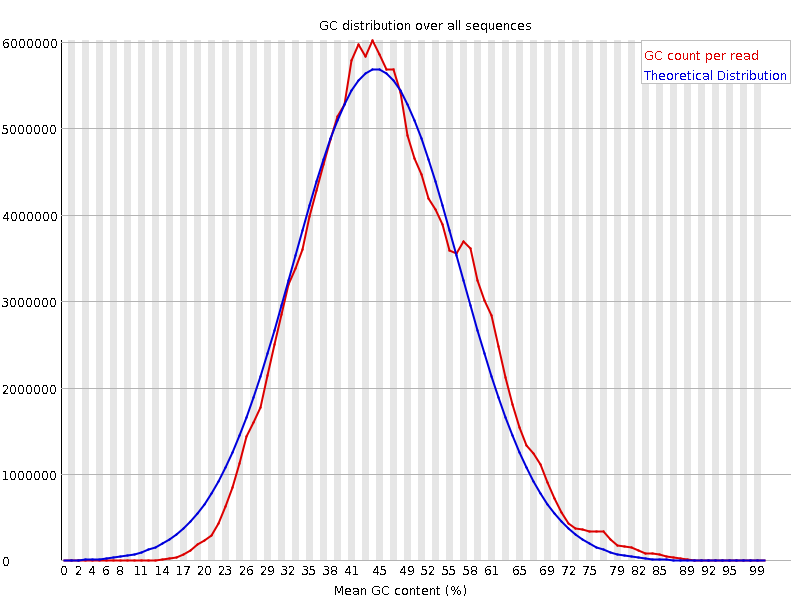 GC distribution over all sequences
GC count per read
Theoretical Distribution
6000000
5000000
4000000
3000000
2000000
1000000
0
0 2 4 6 8 11 14 17 20 23 26 29 32 35 38 41 45 49 52 55 58 61 65 69 72 75 79 82 85 89 92 95 99
Mean GC content (%)